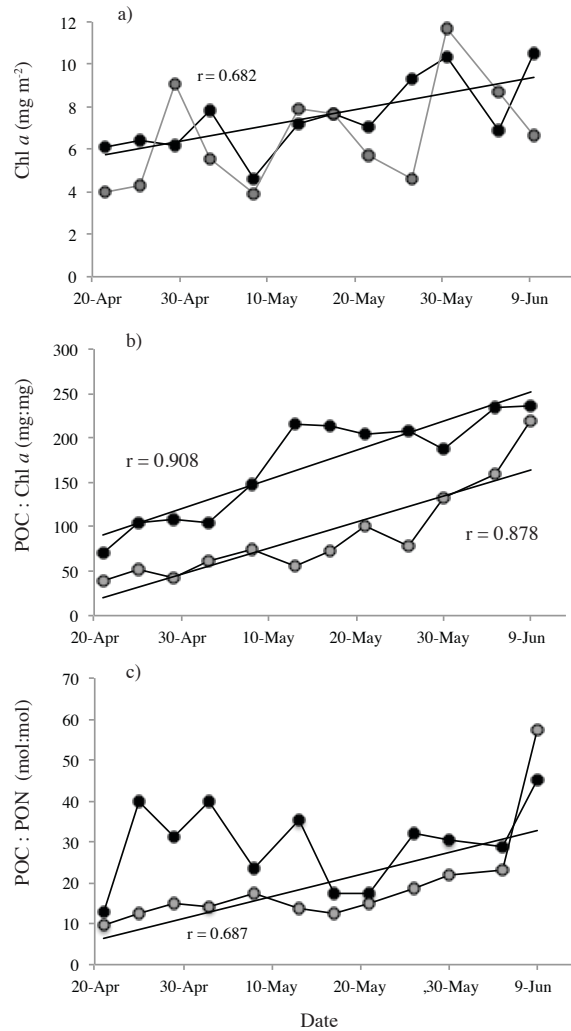 a)
12
10
8
6
4
2
0
Chl a (mg m-2)
r = 0.682
20-Apr 30-Apr 10-May 20-May 30-May 9-Jun
b)
300
250
200
150
100
50
0
POC : Chl a (mg:mg)
r = 0.908
r = 0.878
20-Apr 30-Apr 10-May 20-May 30-May 9-Jun
c)
70
60
50
40
30
20
10
0
POC : PON (mol:mol)
r = 0.687
20-Apr 30-Apr 10-May 20-May ,30-May 9-Jun
Date